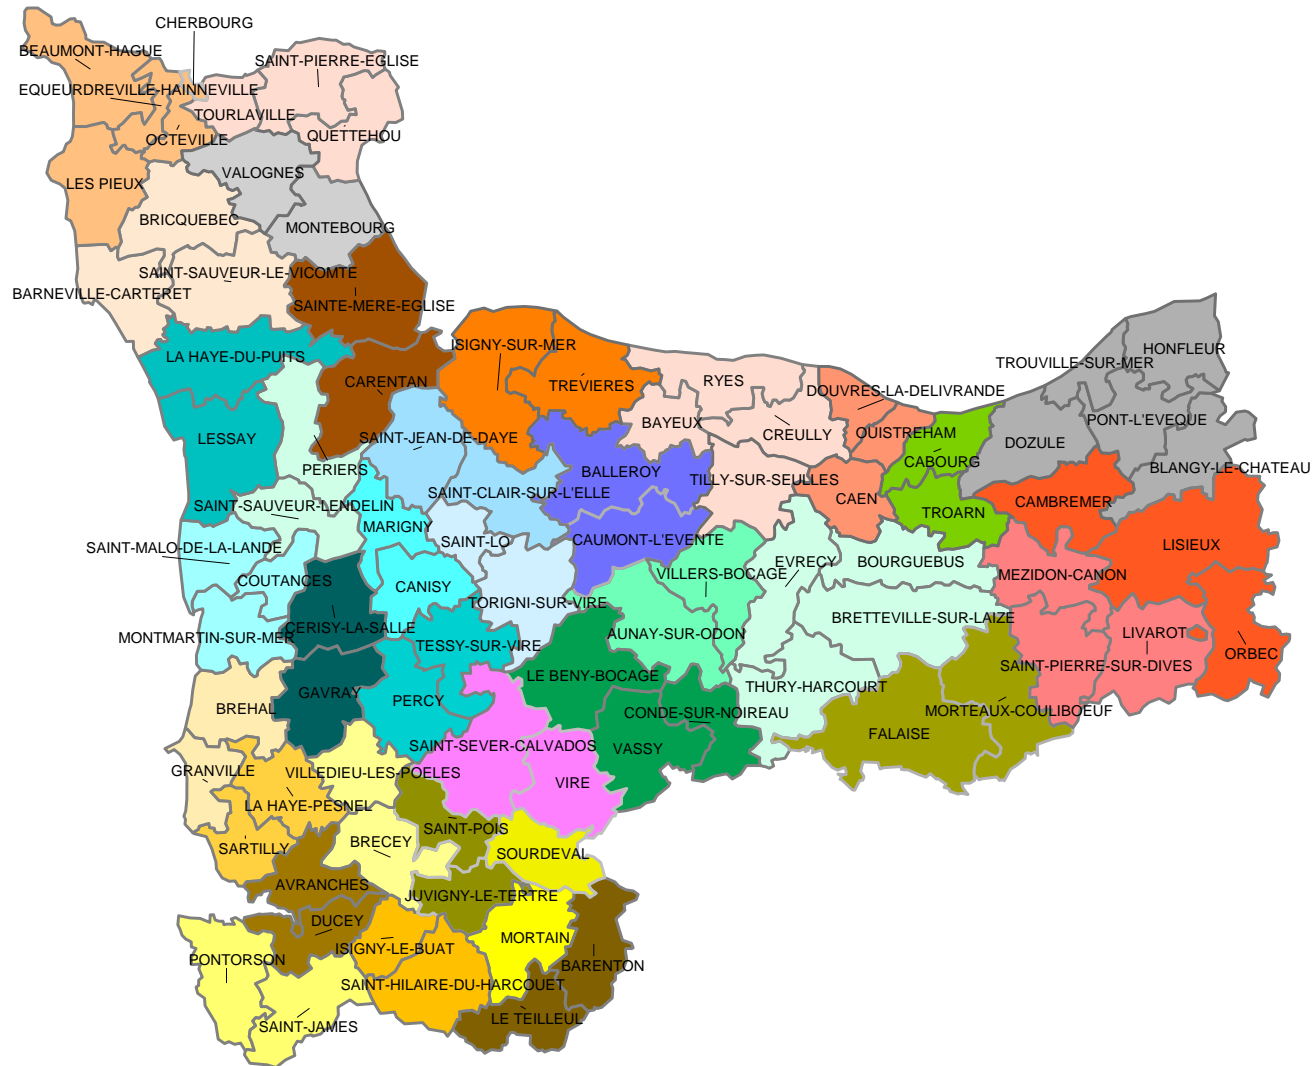 CHERBOURG
BEAUMONT-HAGUE
SAINT-PIERRE-EGLISE
EQUEURDREVILLE-HAINNEVILLE
TOURLAVILLE
QUETTEHOU
OCTEVILLE
VALOGNES
LES PIEUX
BRICQUEBEC
MONTEBOURG
SAINT-SAUVEUR-LE-VICOMTE
BARNEVILLE-CARTERET
SAINTE-MERE-EGLISE
ISIGNY-SUR-MER
HONFLEUR
LA HAYE-DU-PUITS
TROUVILLE-SUR-MER
CARENTAN
TREVIERES
RYES
DOUVRES-LA-DELIVRANDE
PONT-L'EVEQUE
BAYEUX
CREULLY
OUISTREHAM
LESSAY
SAINT-JEAN-DE-DAYE
DOZULE
CABOURG
PERIERS
BALLEROY
BLANGY-LE-CHATEAU
TILLY-SUR-SEULLES
SAINT-CLAIR-SUR-L'ELLE
CAEN
CAMBREMER
SAINT-SAUVEUR-LENDELIN
TROARN
MARIGNY
SAINT-LO
CAUMONT-L'EVENTE
LISIEUX
SAINT-MALO-DE-LA-LANDE
EVRECY
BOURGUEBUS
VILLERS-BOCAGE
MEZIDON-CANON
COUTANCES
CANISY
TORIGNI-SUR-VIRE
BRETTEVILLE-SUR-LAIZE
CERISY-LA-SALLE
AUNAY-SUR-ODON
LIVAROT
MONTMARTIN-SUR-MER
TESSY-SUR-VIRE
ORBEC
SAINT-PIERRE-SUR-DIVES
LE BENY-BOCAGE
THURY-HARCOURT
GAVRAY
PERCY
BREHAL
CONDE-SUR-NOIREAU
MORTEAUX-COULIBOEUF
FALAISE
SAINT-SEVER-CALVADOS
VASSY
GRANVILLE
VILLEDIEU-LES-POELES
VIRE
LA HAYE-PESNEL
SAINT-POIS
BRECEY
SARTILLY
SOURDEVAL
AVRANCHES
JUVIGNY-LE-TERTRE
DUCEY
MORTAIN
ISIGNY-LE-BUAT
PONTORSON
BARENTON
SAINT-HILAIRE-DU-HARCOUET
LE TEILLEUL
SAINT-JAMES